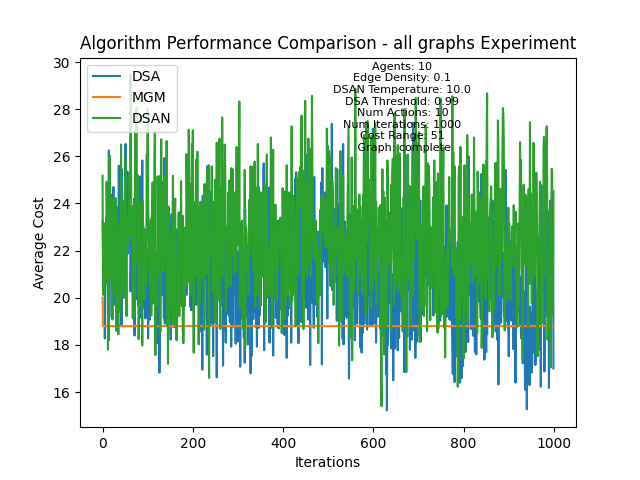 Algorithm Performance Comparison - all graphs Experiment
DSA
MGM
DSAN
Agents: 10
Edge Density: 0.1
DSAN Temperature: 10.0
DSA Threshold: 0.99
Num Actions: 10
Num Iterations: 1000
Cost Range: 51
Graph: complete
Average Cost
30
28
26
24
22
20
18
16
0 200 400 600 800 1000
Iterations